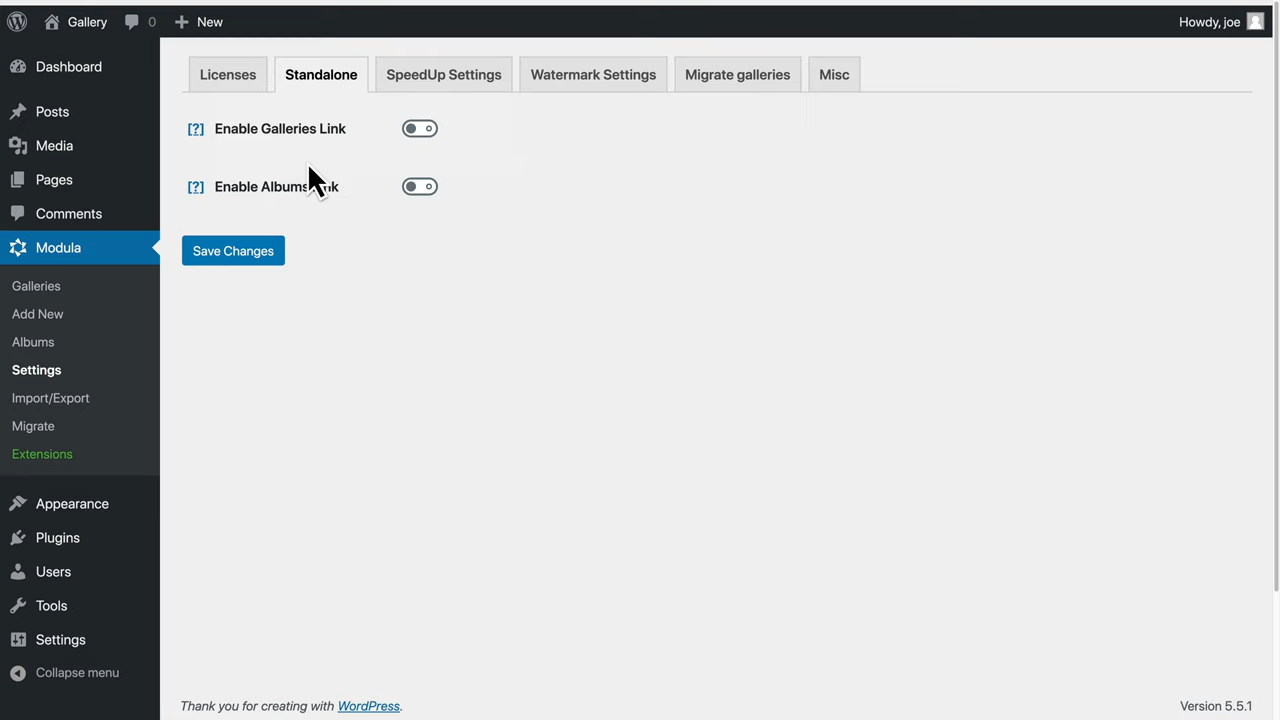 Gallery 0 New Howdy, joe
Dashboard
Posts
Media
Pages
Comments
Modula
Galleries
Add New
Albums
Settings
Import/Export
Migrate
Extensions
Appearance
Plugins
Users
Tools
Settings
Collapse menu
Licenses Standalone SpeedUp Settings Watermark Settings Migrate galleries Misc
[?] Enable Galleries Link
[?] Enable Albums
Save Changes
Thank you for creating with WordPress. Version 5.5.1